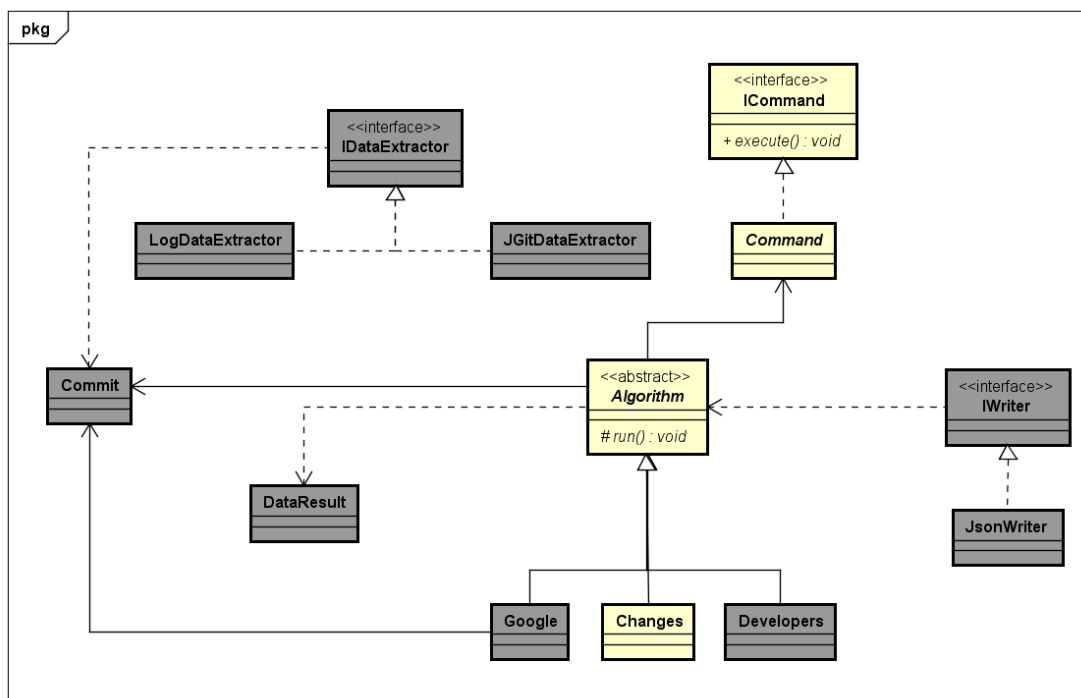 pkg
<<interface>>
ICommand
+ execute() : void
<<interface>>
IDataExtractor
LogDataExtractor
JGitDataExtractor
Command
Commit
<<abstract>>
Algorithm
# run() : void
<<interface>>
IWriter
DataResult
JsonWriter
Google
Changes
Developers